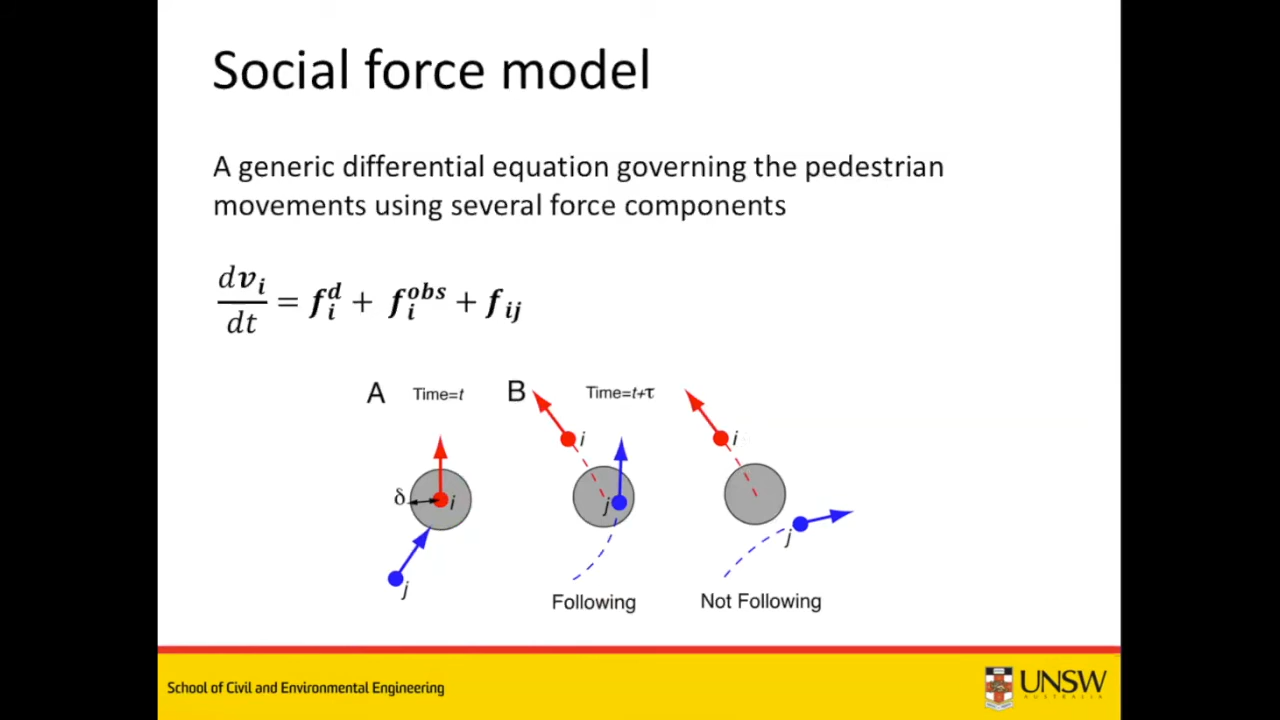 Social force model
A generic differential equation governing the pedestrian
movements using several force components
d𝒗ᵢ/dt = 𝒇ᵢᵈ + 𝒇ᵢᵒᵇˢ + 𝒇ᵢⱼ
A Time=t B Time=t+τ
i i
δ i j
j j
Following Not Following
School of Civil and Environmental Engineering
UNSW
AUSTRALIA